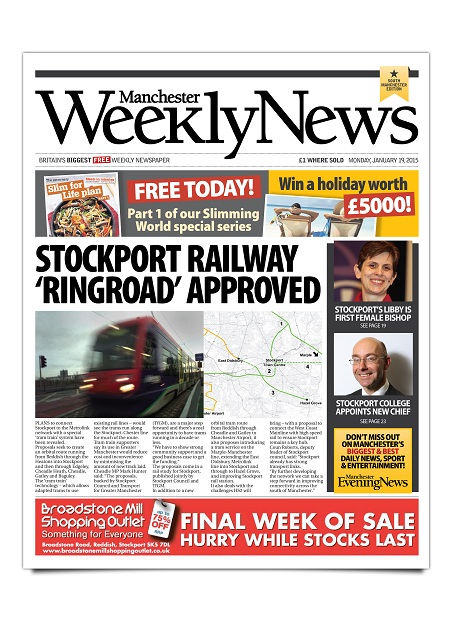 SOUTH
MANCHESTER
EDITION
Manchester
WEEKLY NEWS
BRITAIN'S BIGGEST FREE WEEKLY NEWSPAPER
£1 WHERE SOLD MONDAY, JANUARY 19, 2015
Slim for
Life plan
FREE TODAY!
Part 1 of our Slimming
World special series
Win a holiday worth
£5000!
STOCKPORT RAILWAY
'RINGROAD' APPROVED
STOCKPORT'S LIBBY IS
FIRST FEMALE BISHOP
SEE PAGE 19
STOCKPORT COLLEGE
APPOINTS NEW CHIEF
SEE PAGE 23
DON'T MISS OUT
ON MANCHESTER'S
BIGGEST & BEST
DAILY NEWS, SPORT
& ENTERTAINMENT!
Manchester
Evening News
1
East Didsbury
Stockport
Town Centre
2
3
4
Marple
Hazel Grove
PLANS to connect
Stockport to the Metrolink
network with a special
'tram train' system have
been revealed.
Proposals seek to create
an orbital route running
from Reddish through the
Heatons into Stockport
and then through Edgeley,
Cheadle Heath, Cheadle,
Gatley and Cheadle
The 'tram train'
technology – which allows
adapted trams to use
existing rail lines – would
see the trams run along
the Stockport-Chester line
for much of the route.
Tram train supporters
say its use in Greater
Manchester would reduce
cost and inconvenience
by minimising the
amount of new track laid.
Cheadle MP Mark Hunter
said: "The proposals,
backed by Stockport
Council and Transport
for Greater Manchester
(TfGM), are a major step
forward and there's a real
opportunity to have trams
running in a decade or
less.
"We have to show strong
community support and a
good business case to get
the funding."
The proposals come in a
rail study for Stockport,
published jointly by
Stockport Council and
TfGM.
In addition to a new
orbital tram route
from Reddish through
Cheadle and Gatley to
Manchester Airport, it
also proposes introducing
a tram service on the
Manchester-Marple
line, extending the East
Didsbury Metrolink
line into Stockport and
through to Hazel Grove,
and improving Stockport
rail station.
It also deals with the
challenges HS2 will
bring – with a proposal to
connect the West Coast
Mainline with high speed
rail to ensure Stockport
remains a key hub.
Coun Roberts, deputy
leader of Stockport
council, said: "Stockport
already has strong
transport links.
"By further developing
the network we can take a
step forward in improving
connectivity across the
south of Manchester."
Broadstone Mill
Shopping Outlet
Something for Everyone
Broadstone Road, Reddish, Stockport SK5 7DL
www.broadstonemillshoppingoutlet.co.uk
UP TO
75%
OFF
FINAL WEEK OF SALE
HURRY WHILE STOCKS LAST